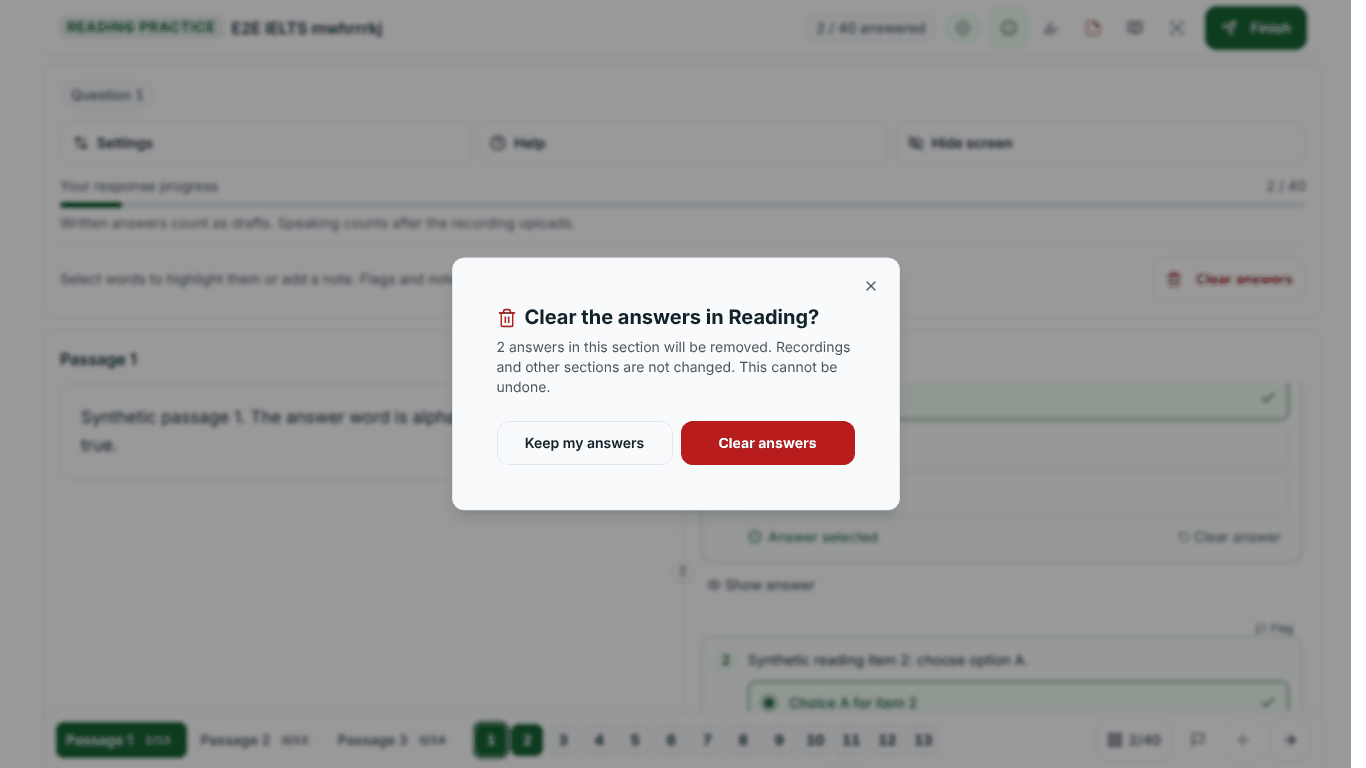 READING PRACTICE E2E IELTS mwhrrrkj
2 / 40 answered
Finish
Question 1
Settings
Help
Hide screen
Your response progress
2 / 40
Written answers count as drafts. Speaking counts after the recording uploads.
Select words to highlight them or add a note. Flags and
Clear answers
Clear the answers in Reading?
2 answers in this section will be removed. Recordings
and other sections are not changed. This cannot be
undone.
Keep my answers
Clear answers
Passage 1
Synthetic passage 1. The answer word is
true.
Answer selected
Clear answer
Show answer
Flag
2 Synthetic reading item 2: choose option A.
Choice A for item 2
Passage 1 2/13 Passage 2 0/13 Passage 3 0/14 1 2 3 4 5 6 7 8 9 10 11 12 13 2/40